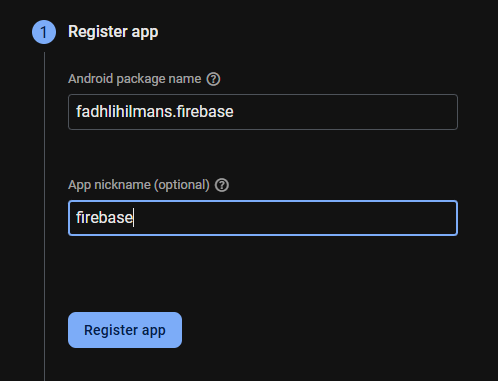 1 Register app
Android package name ?
fadhlihilmans.firebase
App nickname (optional) ?
firebase
Register app